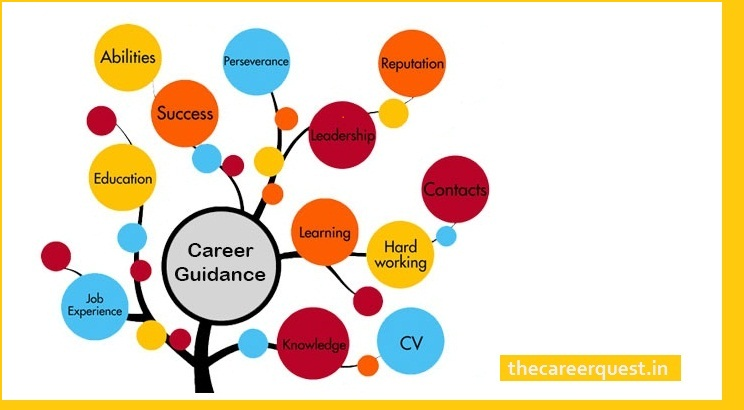 Abilities
Perseverance
Reputation
Success
Leadership
Education
Contacts
Learning
Hard
working
Career
Guidance
Job
Experience
Knowledge
CV
thecareerquest.in